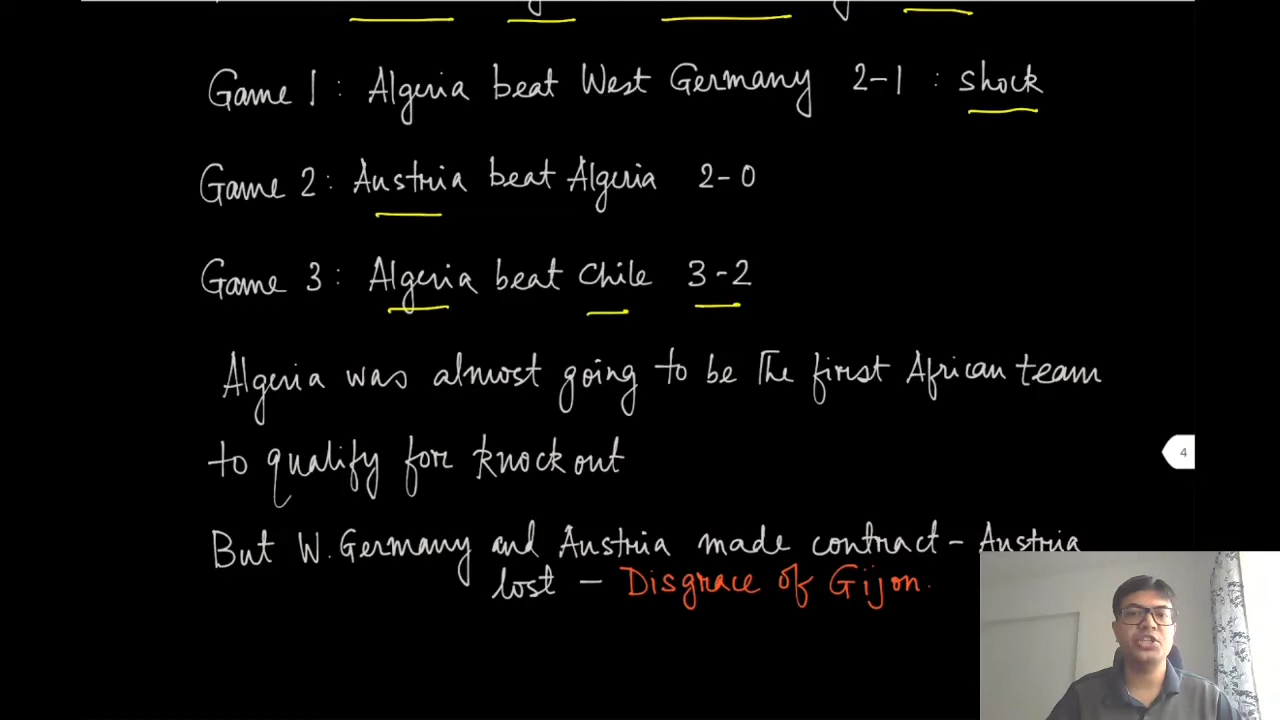 Game 1: Algeria beat West Germany 2-1 : shock
Game 2: Austria beat Algeria 2-0
Game 3: Algeria beat Chile 3-2
Algeria was almost going to be the first African team
to qualify for knockout
4
But W. Germany and Austria made contract - Austria
lost - Disgrace of Gijon.